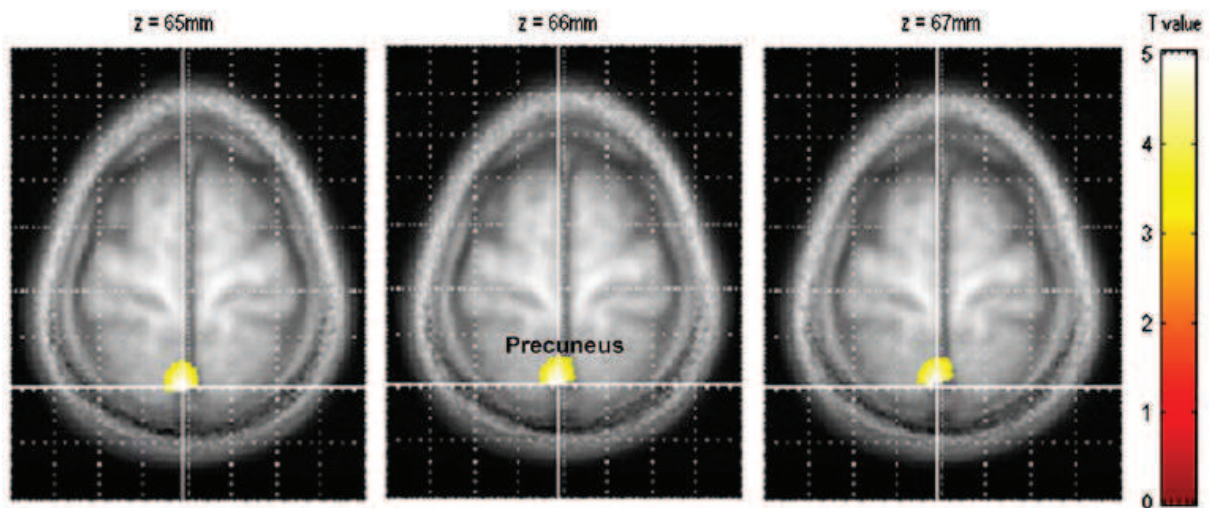 z = 65mm
z = 66mm
z = 67mm
T value
Precuneus
5
4
3
2
1
0